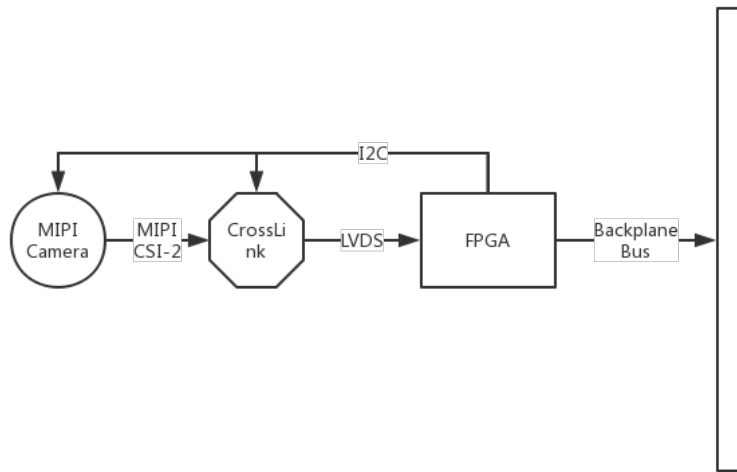 I2C
MIPI
Camera
MIPI
CSI-2
CrossLi
nk
LVDS
FPGA
Backplane
Bus